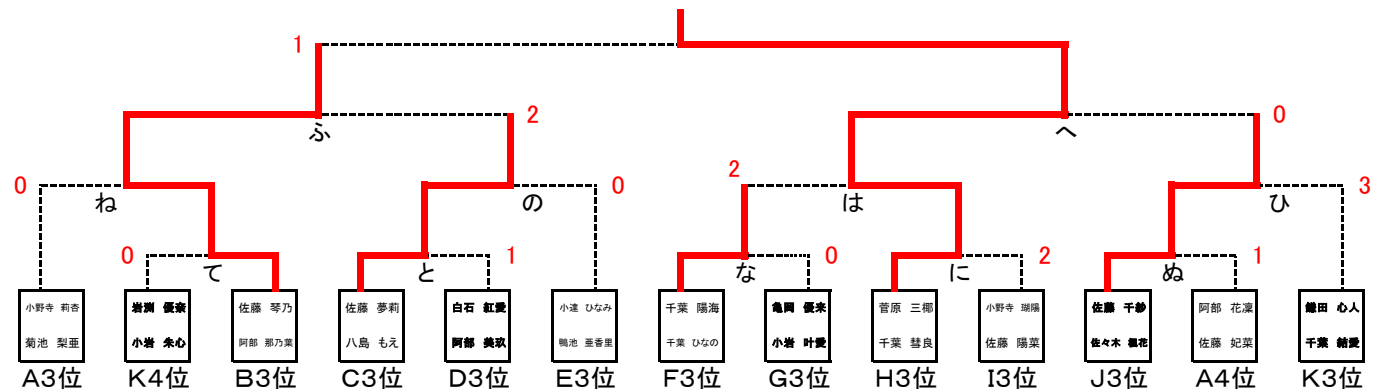 1
ふ
2
へ
0
0
ね
の
0
2
は
ひ
3
0
て
と
1
な
0
に
2
ぬ
1
小野寺 莉杏
菊池 梨亜
A3位
岩渕 優奈
小岩 朱心
K4位
佐藤 琴乃
阿部 那乃葉
B3位
佐藤 夢莉
八島 もえ
C3位
白石 紅愛
阿部 美玖
D3位
小達 ひなみ
鴨池 亜香里
E3位
千葉 陽海
千葉 ひなの
F3位
亀岡 優来
小岩 叶愛
G3位
菅原 三椰
千葉 彗良
H3位
小野寺 瑚陽
佐藤 陽菜
I3位
佐藤 千紗
佐々木 楓花
J3位
阿部 花凜
佐藤 妃菜
A4位
鎌田 心人
千葉 結愛
K3位